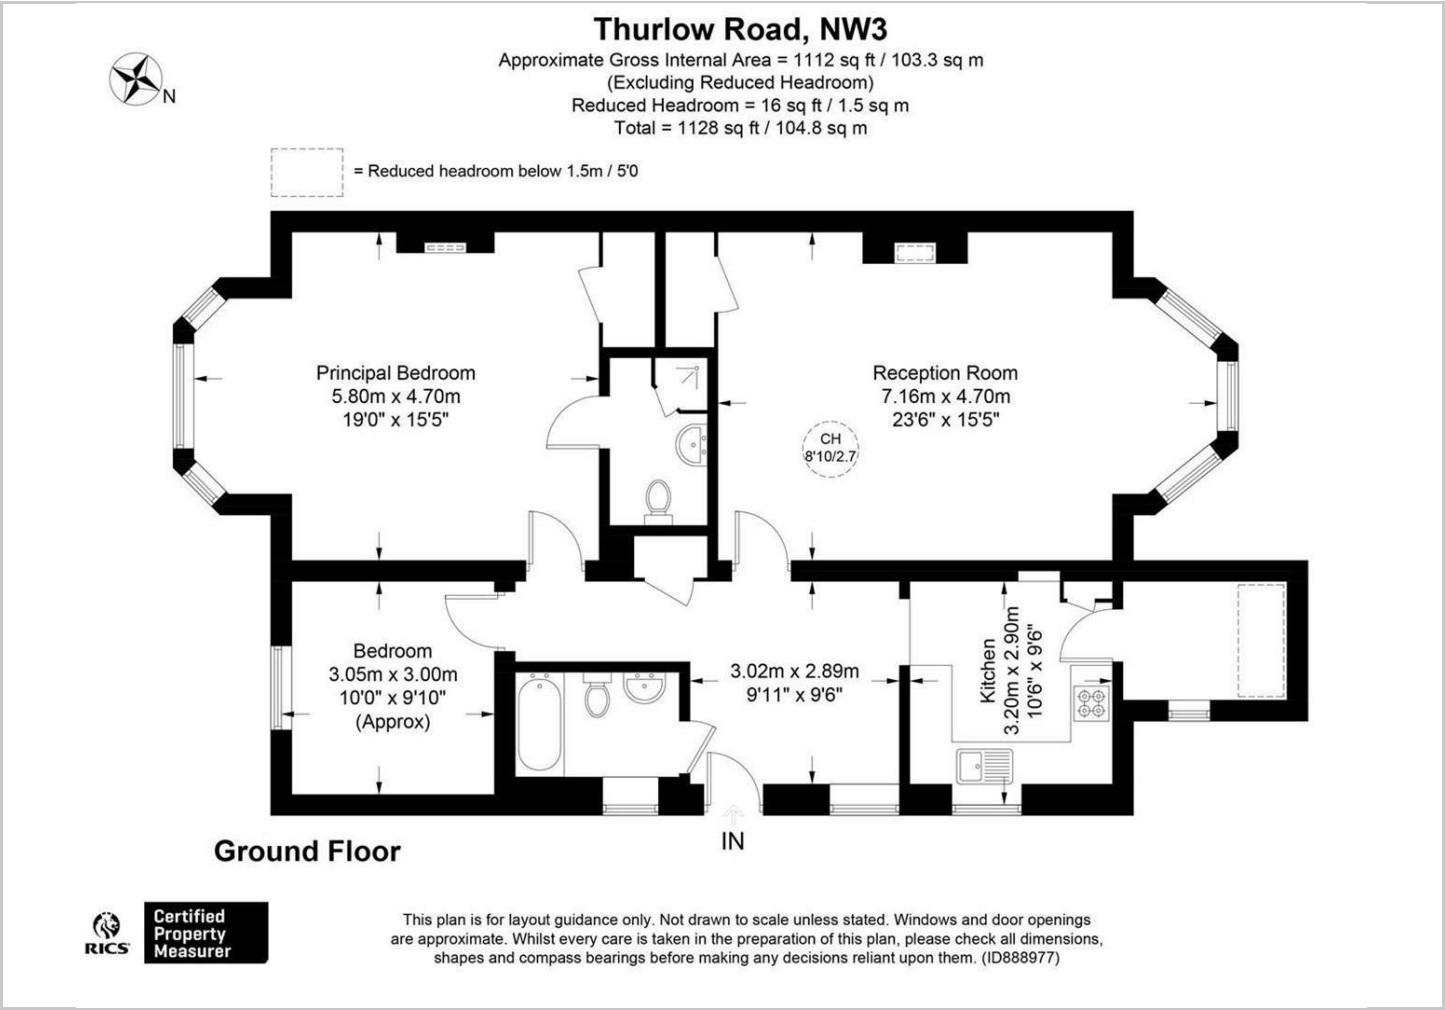 Thurlow Road, NW3
Approximate Gross Internal Area = 1112 sq ft / 103.3 sq m
(Excluding Reduced Headroom)
Reduced Headroom = 16 sq ft / 1.5 sq m
Total = 1128 sq ft / 104.8 sq m
N
= Reduced headroom below 1.5m / 5'0
Principal Bedroom
5.80m x 4.70m
19'0" x 15'5"
Reception Room
7.16m x 4.70m
23'6" x 15'5"
CH
8'10/2.7
Bedroom
3.05m x 3.00m
10'0" x 9'10"
(Approx)
3.02m x 2.89m
9'11" x 9'6"
Kitchen
3.20m x 2.90m
10'6" x 9'6"
IN
Ground Floor
RICS
Certified
Property
Measurer
This plan is for layout guidance only. Not drawn to scale unless stated. Windows and door openings
are approximate. Whilst every care is taken in the preparation of this plan, please check all dimensions,
shapes and compass bearings before making any decisions reliant upon them. (ID888977)